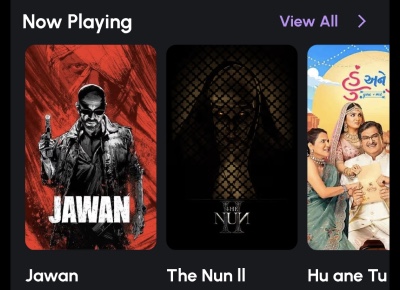 Now Playing
View All
JAWAN
THE
NUN
II
હું અને
Jawan
The Nun ll
Hu ane Tu